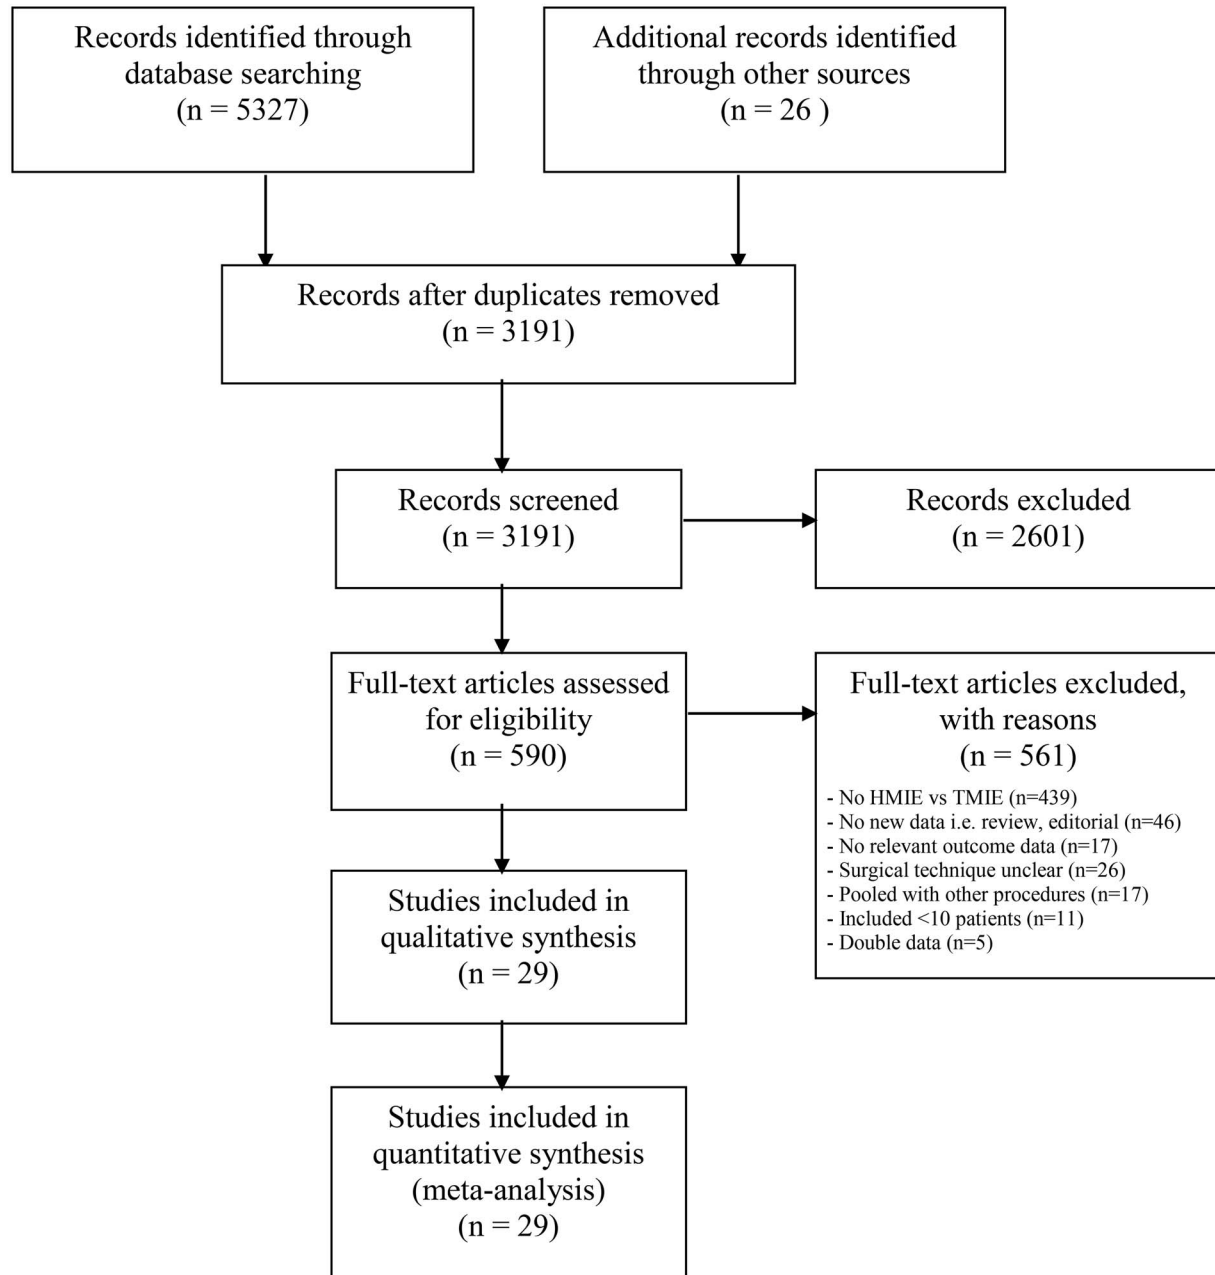 Records identified through
database searching
(n = 5327)
Additional records identified
through other sources
(n = 26 )
Records after duplicates removed
(n = 3191)
Records screened
(n = 3191)
Records excluded
(n = 2601)
Full-text articles assessed
for eligibility
(n = 590)
Full-text articles excluded,
with reasons
(n = 561)
- No HMIE vs TMIE (n=439)
- No new data i.e. review, editorial (n=46)
- No relevant outcome data (n=17)
- Surgical technique unclear (n=26)
- Pooled with other procedures (n=17)
- Included <10 patients (n=11)
- Double data (n=5)
Studies included in
qualitative synthesis
(n = 29)
Studies included in
quantitative synthesis
(meta-analysis)
(n = 29)